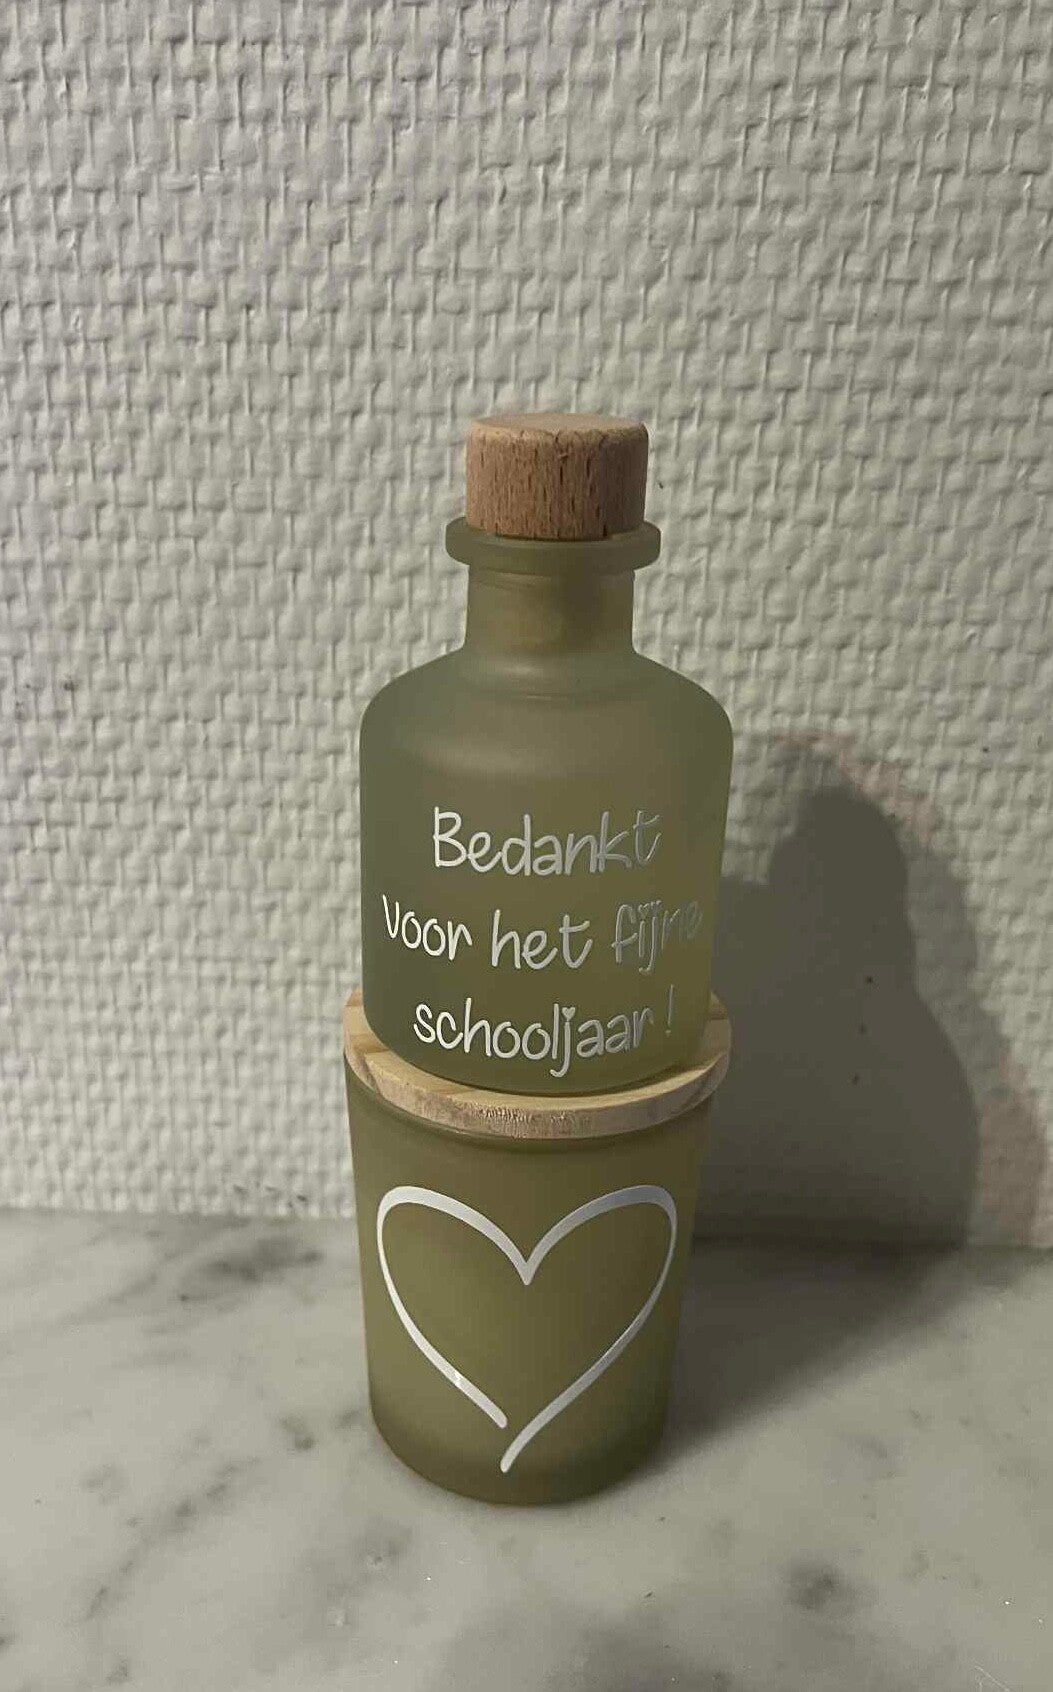 Bedankt
voor het fijne
schooljaar!